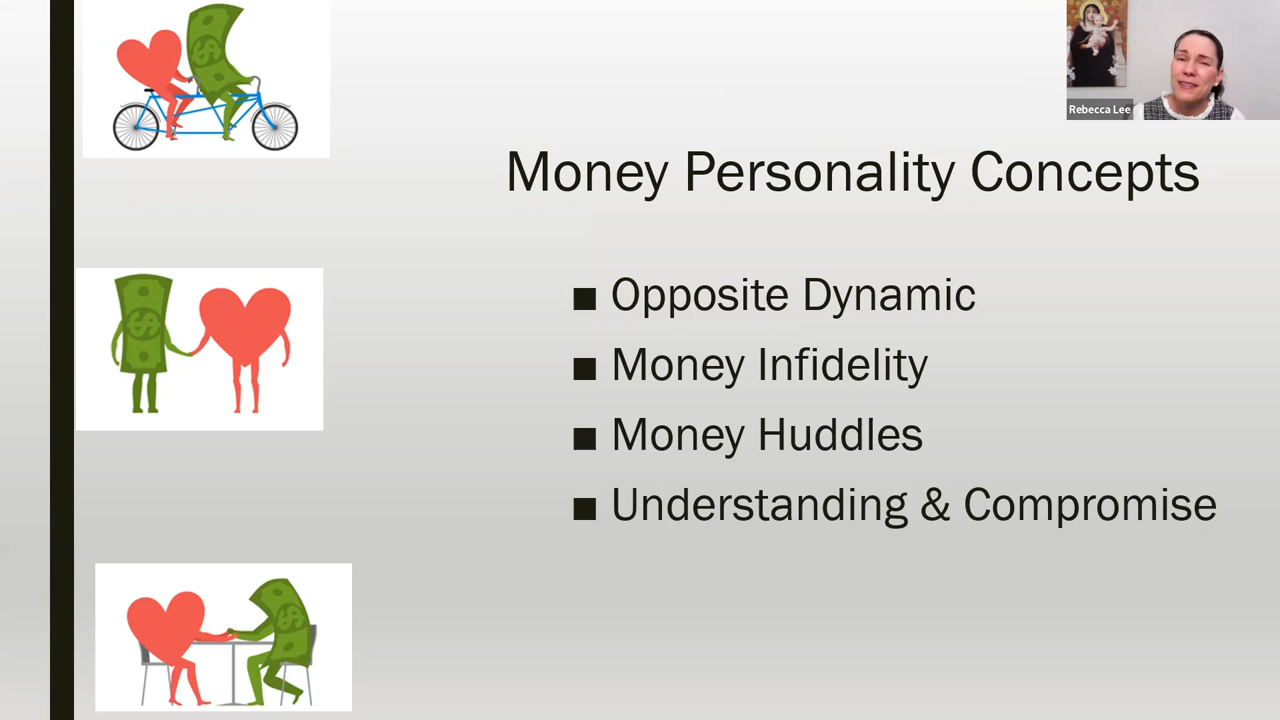 Rebecca Lee
Money Personality Concepts
■ Opposite Dynamic
■ Money Infidelity
■ Money Huddles
■ Understanding & Compromise